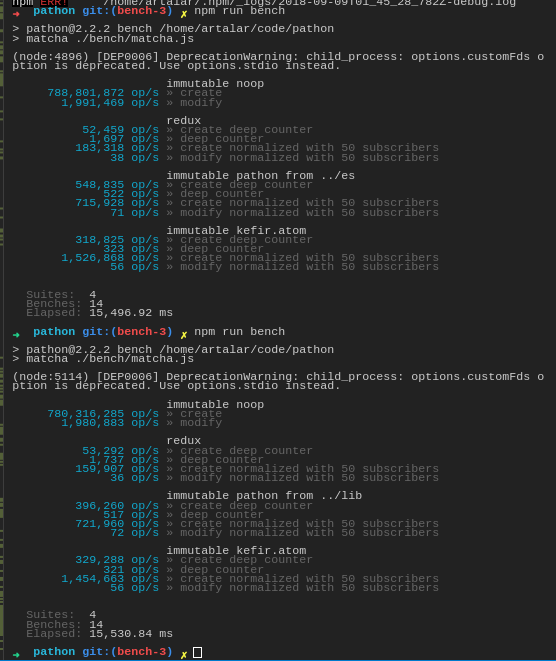 npm ERR! /home/artalar/.npm/_logs/2018-09-09T01_45_28_782Z-debug.log
➜ pathon git:(bench-3) ✗ npm run bench
> pathon@2.2.2 bench /home/artalar/code/pathon
> matcha ./bench/matcha.js
(node:4896) [DEP0006] DeprecationWarning: child_process: options.customFds o
ption is deprecated. Use options.stdio instead.
immutable noop
788,801,872 op/s » create
1,991,469 op/s » modify
redux
52,459 op/s » create deep counter
1,697 op/s » deep counter
183,318 op/s » create normalized with 50 subscribers
38 op/s » modify normalized with 50 subscribers
immutable pathon from ../es
548,835 op/s » create deep counter
522 op/s » deep counter
715,928 op/s » create normalized with 50 subscribers
71 op/s » modify normalized with 50 subscribers
immutable kefir.atom
318,825 op/s » create deep counter
323 op/s » deep counter
1,526,868 op/s » create normalized with 50 subscribers
56 op/s » modify normalized with 50 subscribers
Suites: 4
Benches: 14
Elapsed: 15,496.92 ms
➜ pathon git:(bench-3) ✗ npm run bench
> pathon@2.2.2 bench /home/artalar/code/pathon
> matcha ./bench/matcha.js
(node:5114) [DEP0006] DeprecationWarning: child_process: options.customFds o
ption is deprecated. Use options.stdio instead.
immutable noop
780,316,285 op/s » create
1,980,883 op/s » modify
redux
53,292 op/s » create deep counter
1,737 op/s » deep counter
159,907 op/s » create normalized with 50 subscribers
36 op/s » modify normalized with 50 subscribers
immutable pathon from ../lib
396,260 op/s » create deep counter
517 op/s » deep counter
721,960 op/s » create normalized with 50 subscribers
72 op/s » modify normalized with 50 subscribers
immutable kefir.atom
329,288 op/s » create deep counter
321 op/s » deep counter
1,454,663 op/s » create normalized with 50 subscribers
56 op/s » modify normalized with 50 subscribers
Suites: 4
Benches: 14
Elapsed: 15,530.84 ms
➜ pathon git:(bench-3) ✗